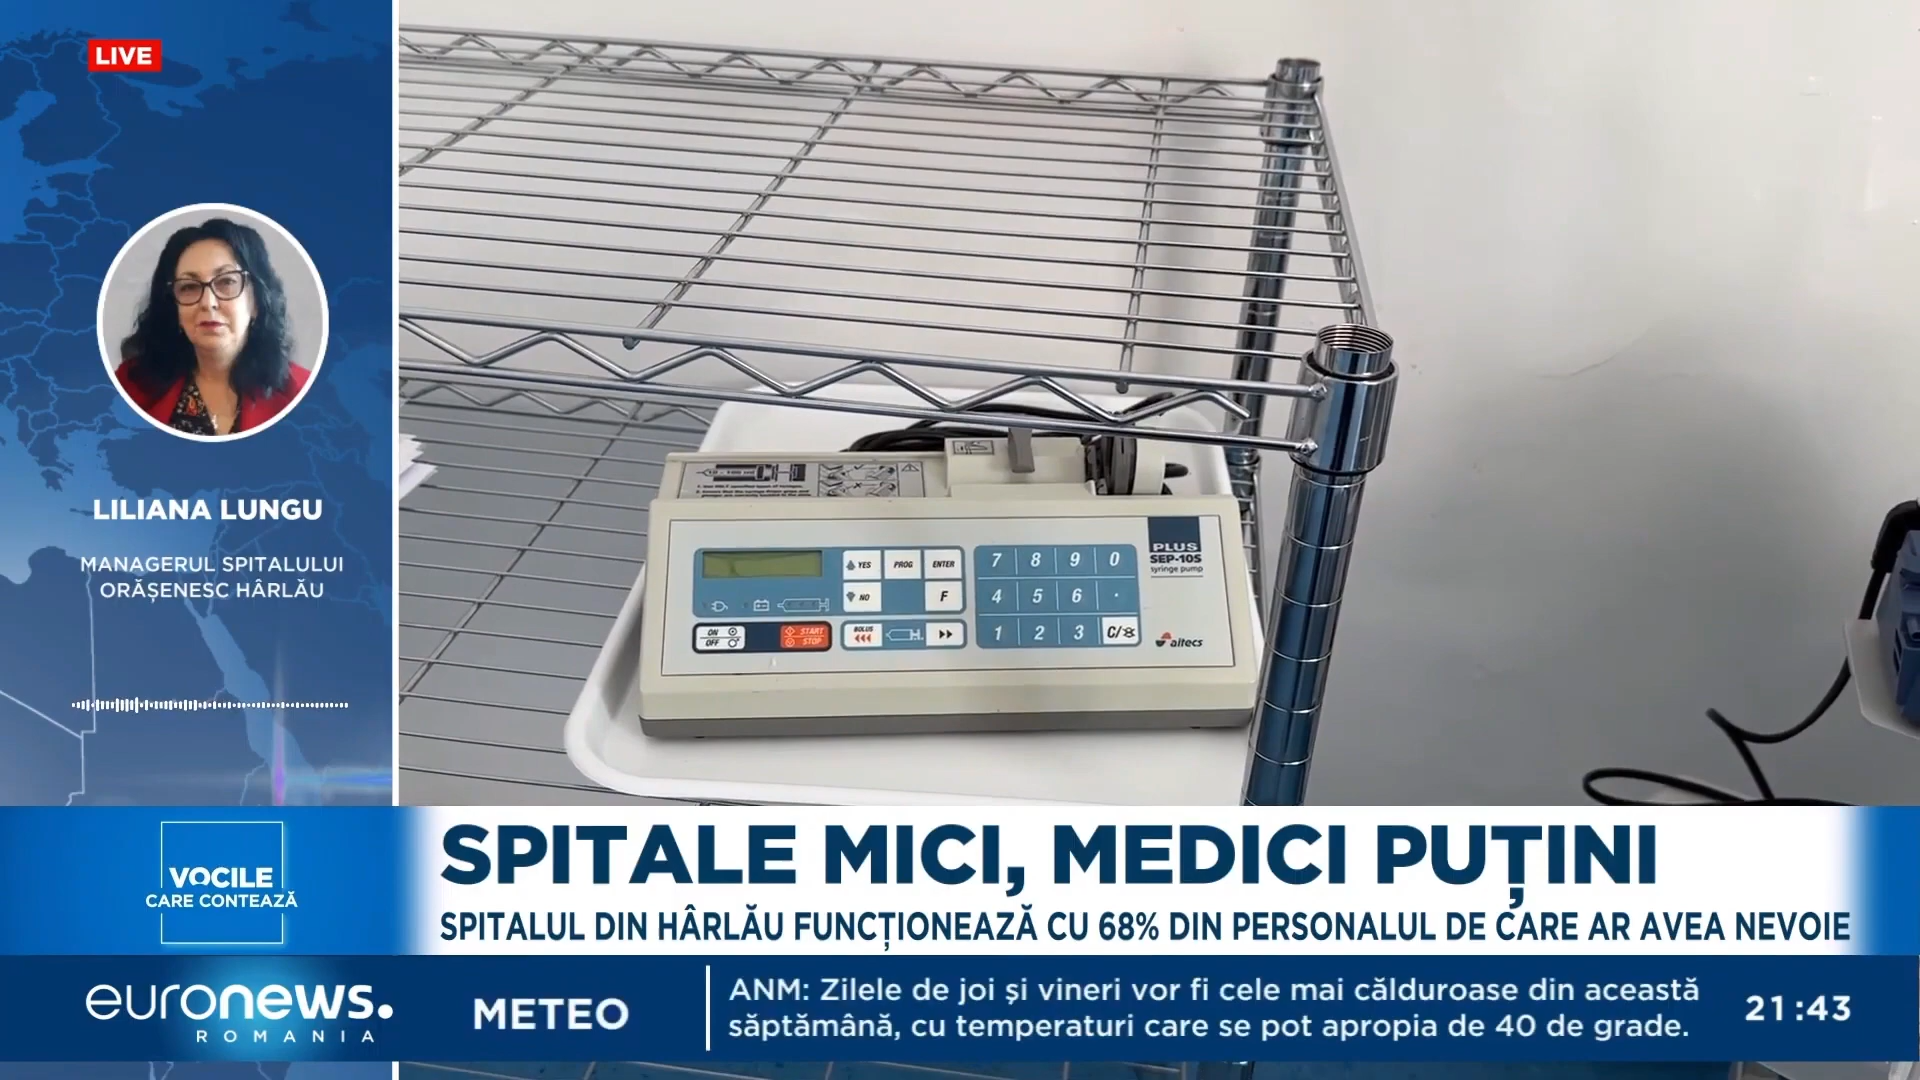 LIVE
LILIANA LUNGU
MANAGERUL SPITALULUI
ORĂȘENESC HÂRLĂU
YES
PROG
ENTER
NO
F
ON
OFF
START
STOP
BOLUS
7 8 9 0
4 5 6 .
1 2 3 C/
PLUS
SEP-10S
syringe pump
aitecs
VOCILE
CARE CONTEAZĂ
SPITALE MICI, MEDICI PUȚINI
SPITALUL DIN HÂRLĂU FUNCȚIONEAZĂ CU 68% DIN PERSONALUL DE CARE AR AVEA NEVOIE
euronews.
ROMANIA
METEO
ANM: Zilele de joi și vineri vor fi cele mai călduroase din această
săptămână, cu temperaturi care se pot apropia de 40 de grade.
21:43